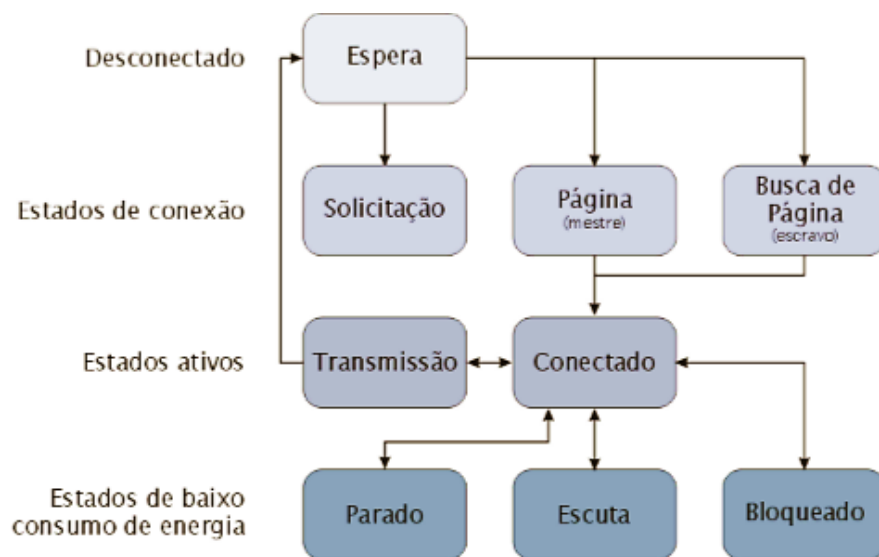 Desconectado
Espera
Estados de conexão
Solicitação
Página
(mestre)
Busca de
Página
(escravo)
Estados ativos
Transmissão
Conectado
Estados de baixo
consumo de energia
Parado
Escuta
Bloqueado